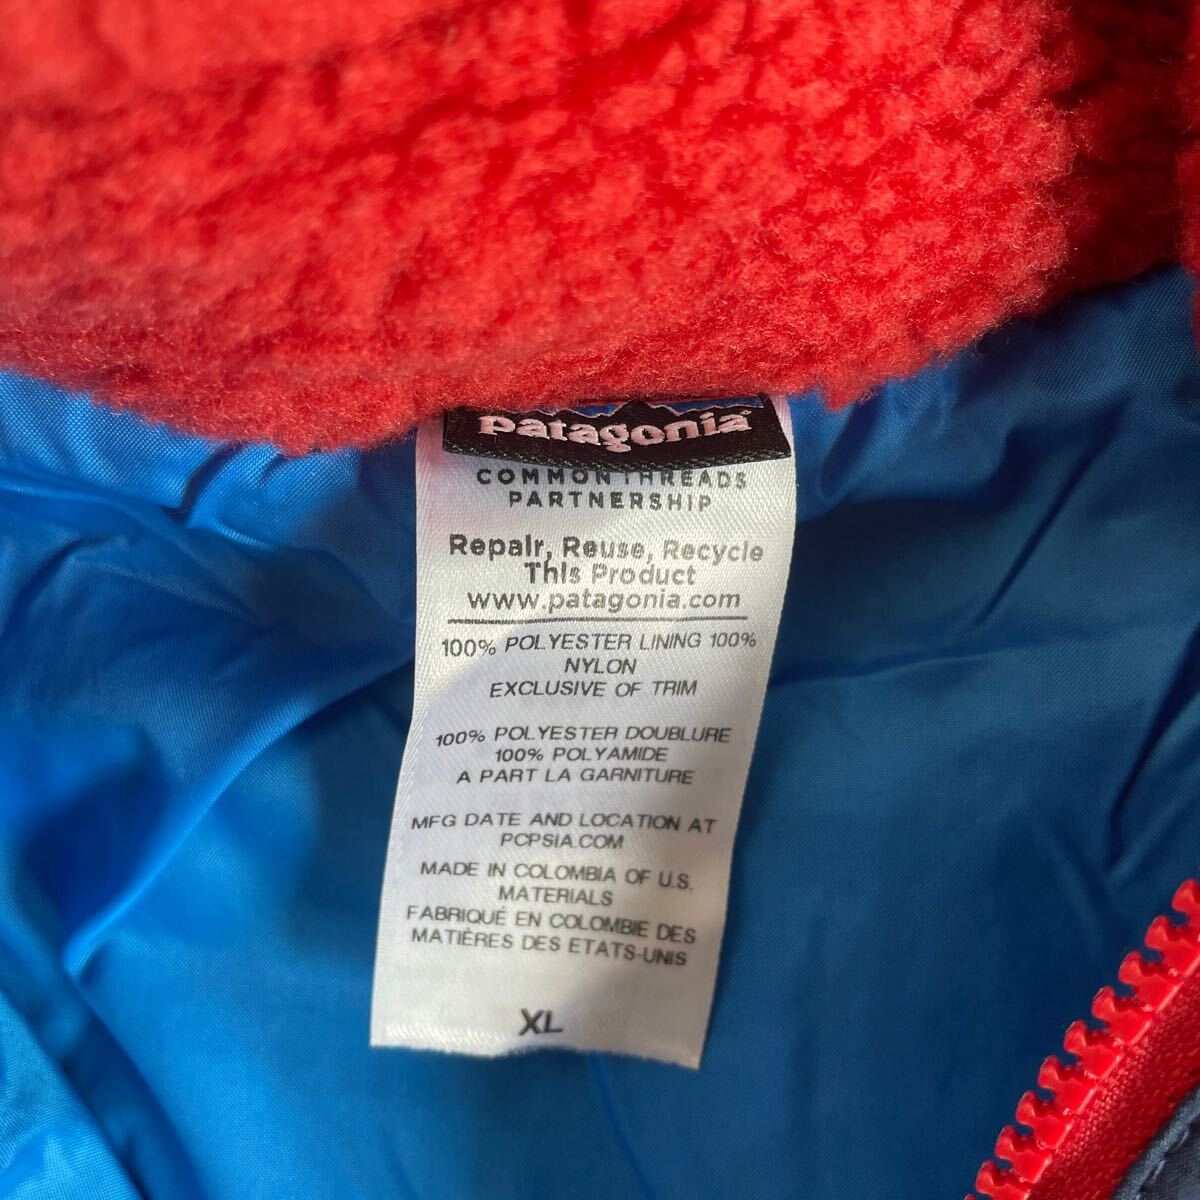 patagonia
COMMON THREADS
PARTNERSHIP
Repair, Reuse, Recycle
This Product
www.patagonia.com
100% POLYESTER LINING 100%
NYLON
EXCLUSIVE OF TRIM
100% POLYESTER DOUBLURE
100% POLYAMIDE
A PART LA GARNITURE
MFG DATE AND LOCATION AT
PCPSIA.COM
MADE IN COLOMBIA OF U.S.
MATERIALS
FABRIQUÉ EN COLOMBIE DES
MATIÈRES DES ETATS-UNIS
XL